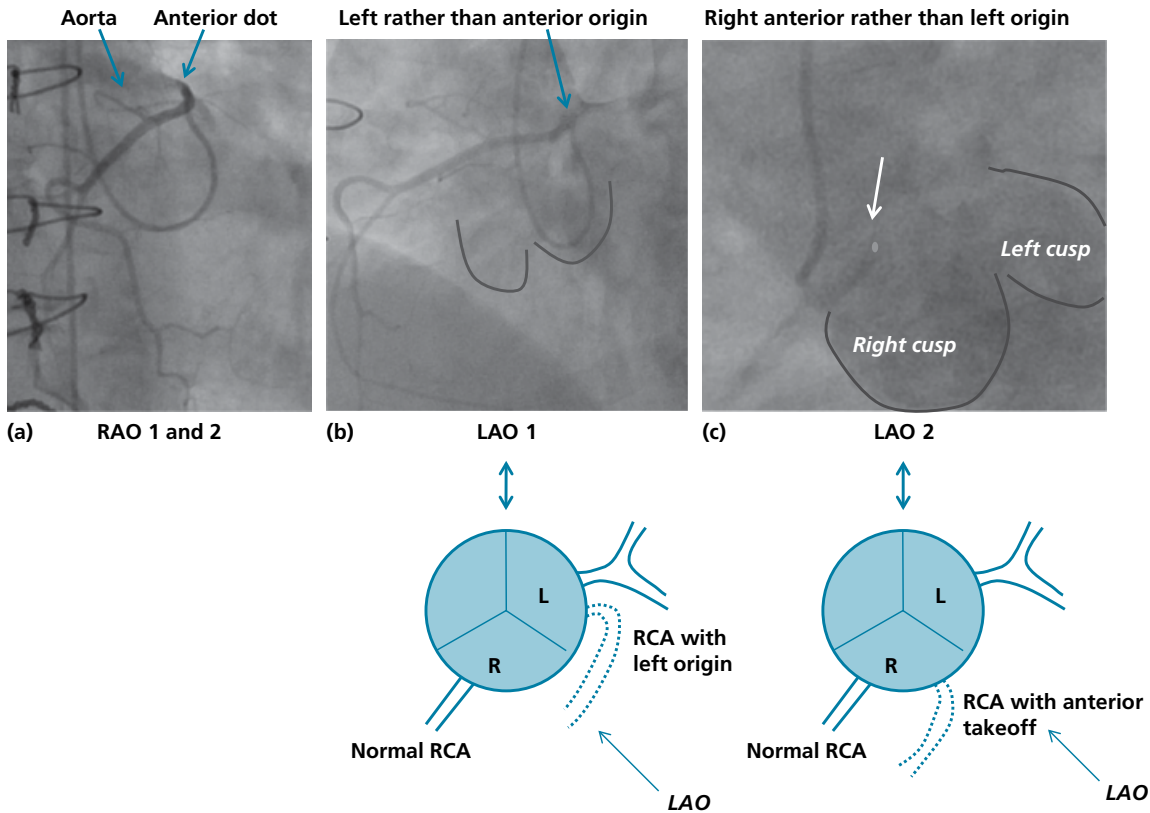 Aorta
Anterior dot
Left rather than anterior origin
Right anterior rather than left origin
Left cusp
Right cusp
(a)
RAO 1 and 2
(b)
LAO 1
(c)
LAO 2
L
R
RCA with
left origin
Normal RCA
LAO
L
R
RCA with anterior
takeoff
Normal RCA
LAO